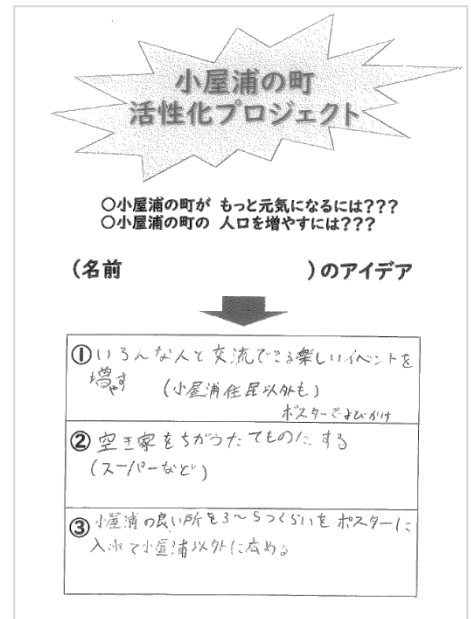 小屋浦の町
活性化プロジェクト
○小屋浦の町が もっと元気になるには???
○小屋浦の町の 人口を増やすには???
(名前 )のアイデア
①いろんな人と交流できる楽しいイベントを
増やす (小屋浦住民以外も)
ポスターでよびかけ
②空き家をちがうたてものにする
(スーパーなど)
③小屋浦の良い所を3〜5つくらいをポスターに
入れて小屋浦以外に広める